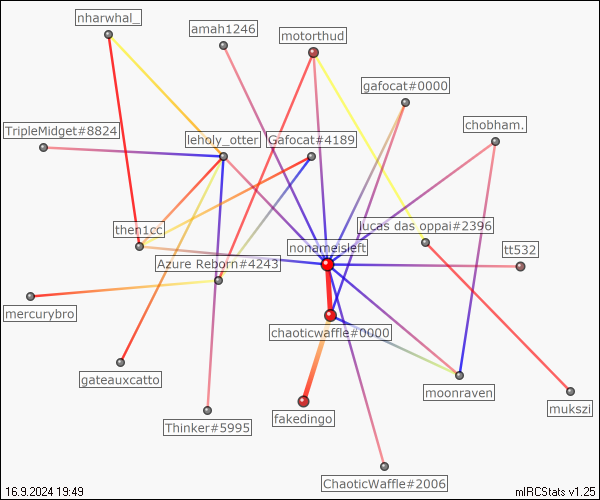 nharwhal_
amah1246
motorthud
gafocat#0000
chobham.
TripleMidget#8824
leholy_otter
Gafocat#4189
then1cc
lucas das oppai#2396
nonameisleft
tt532
Azure Reborn#4243
mercurybro
chaoticwaffle#0000
gateauxcatto
moonraven
mukszi
Thinker#5995
fakedingo
ChaoticWaffle#2006
16.9.2024 19:49
mIRCStats v1.25